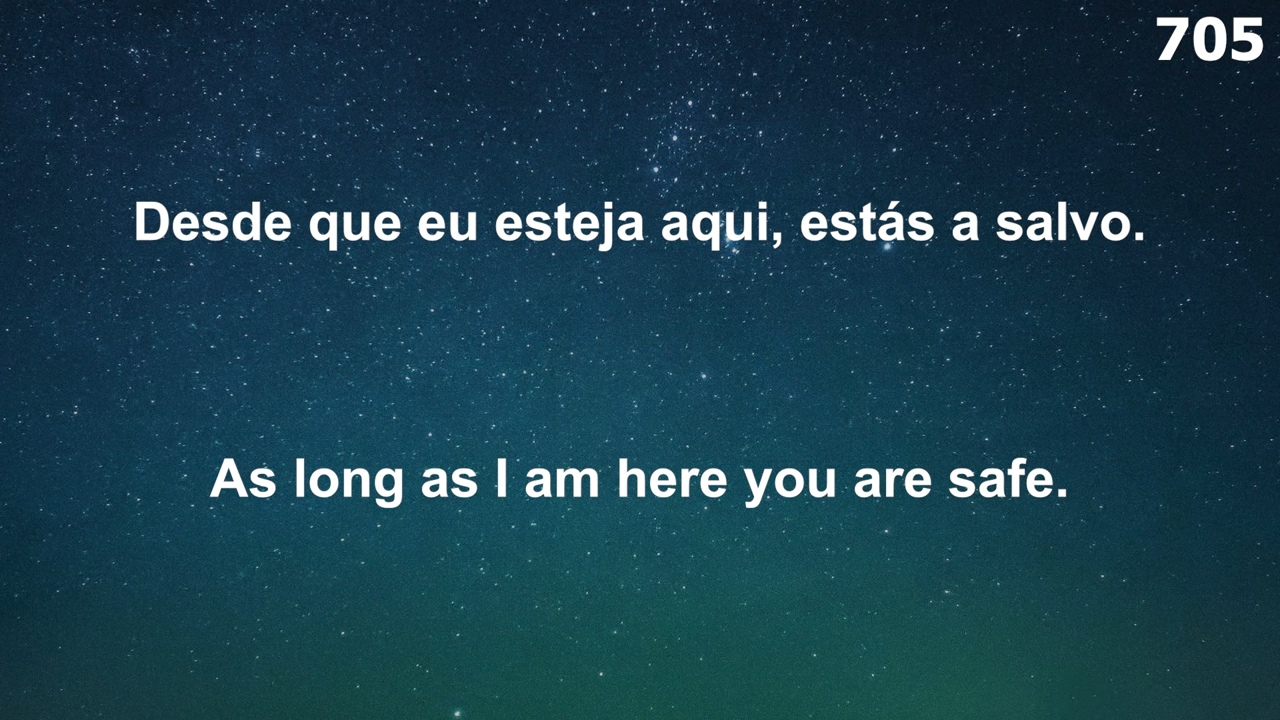 705
Desde que eu esteja aqui, estás a salvo.
As long as I am here you are safe.